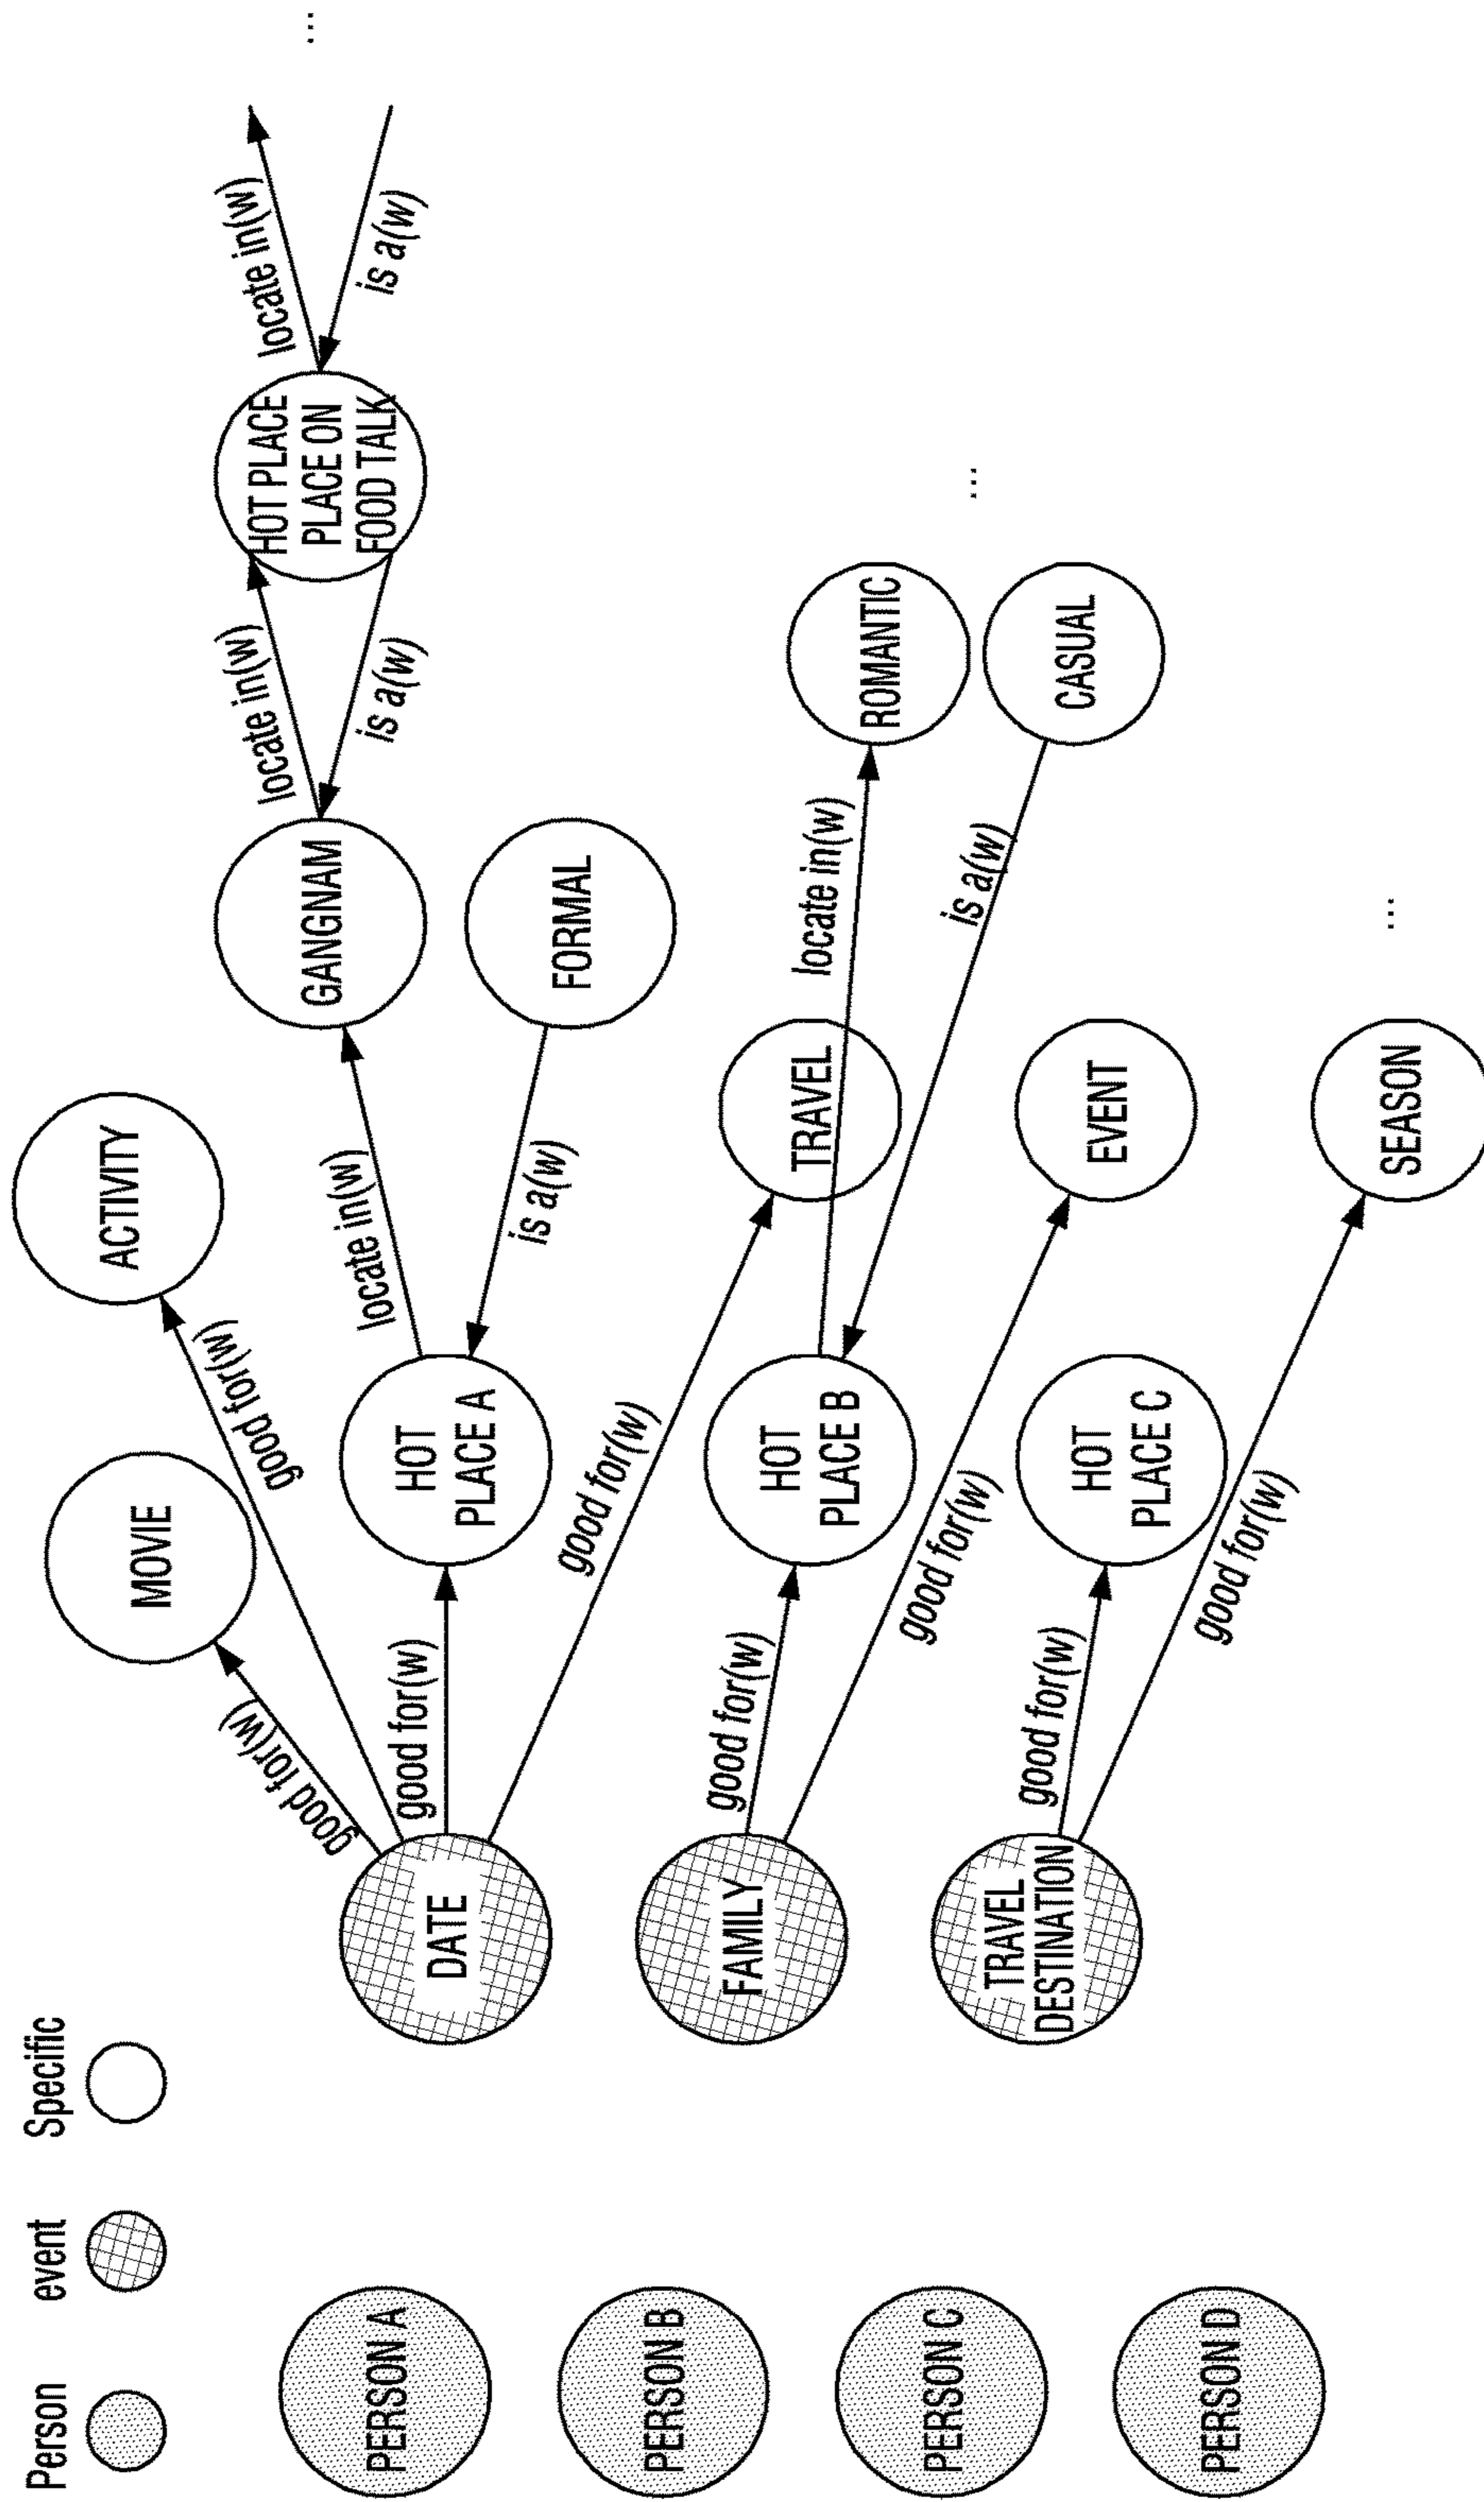 Person
event
Specific
PERSON A
PERSON B
PERSON C
PERSON D
DATE
FAMILY
TRAVEL
DESTINATION
good for(w)
good for(w)
good for(w)
good for(w)
good for(w)
good for(w)
good for(w)
good for(w)
MOVIE
ACTIVITY
HOT
PLACE A
HOT
PLACE B
HOT
PLACE C
locate in(w)
is a(w)
TRAVEL
EVENT
SEASON
...
GANGNAM
FORMAL
locate in(w)
is a(w)
locate in(w)
is a(w)
ROMANTIC
CASUAL
...
HOT PLACE
PLACE ON
FOOD TALK
locate in(w)
is a(w)
...